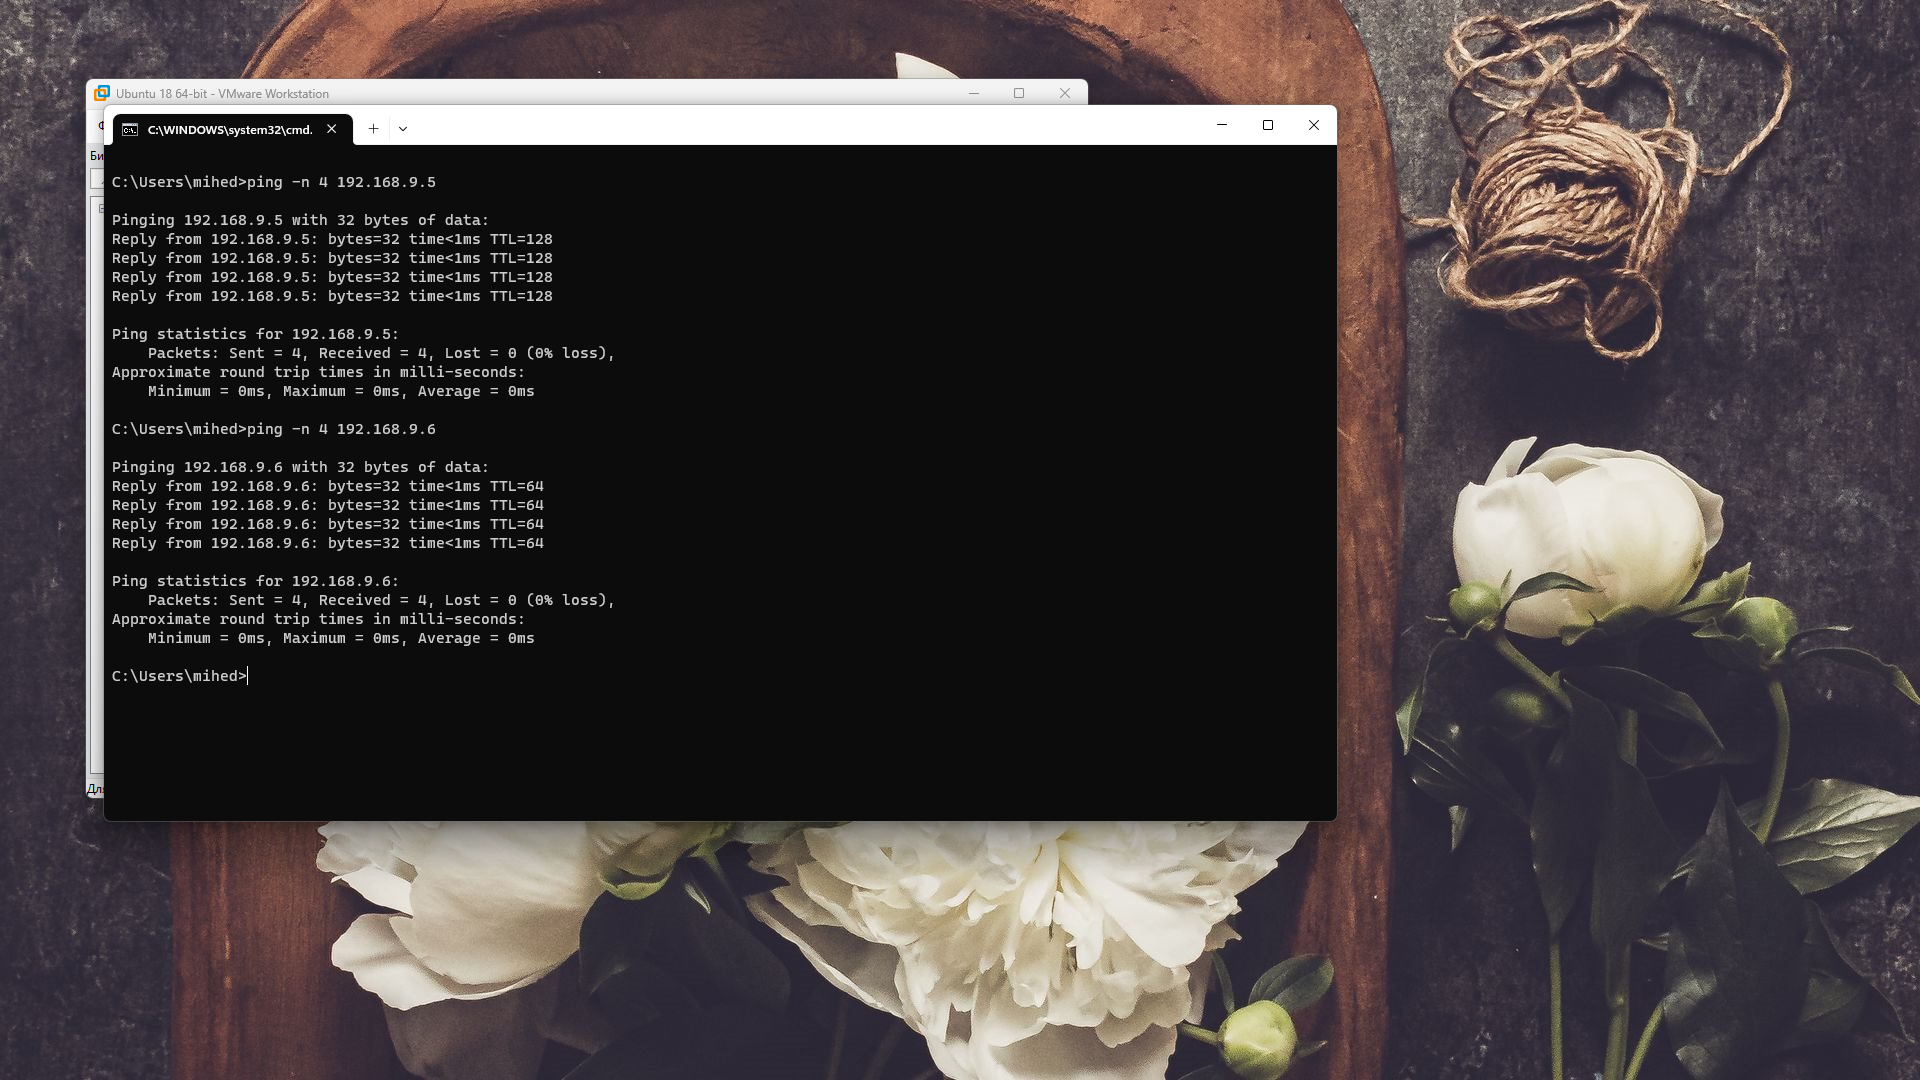 Ubuntu 18 64-bit - VMware Workstation
C:\WINDOWS\system32\cmd.
Би
C:\Users\mihed>ping -n 4 192.168.9.5
Pinging 192.168.9.5 with 32 bytes of data:
Reply from 192.168.9.5: bytes=32 time<1ms TTL=128
Reply from 192.168.9.5: bytes=32 time<1ms TTL=128
Reply from 192.168.9.5: bytes=32 time<1ms TTL=128
Reply from 192.168.9.5: bytes=32 time<1ms TTL=128
Ping statistics for 192.168.9.5:
    Packets: Sent = 4, Received = 4, Lost = 0 (0% loss),
Approximate round trip times in milli-seconds:
    Minimum = 0ms, Maximum = 0ms, Average = 0ms
C:\Users\mihed>ping -n 4 192.168.9.6
Pinging 192.168.9.6 with 32 bytes of data:
Reply from 192.168.9.6: bytes=32 time<1ms TTL=64
Reply from 192.168.9.6: bytes=32 time<1ms TTL=64
Reply from 192.168.9.6: bytes=32 time<1ms TTL=64
Reply from 192.168.9.6: bytes=32 time<1ms TTL=64
Ping statistics for 192.168.9.6:
    Packets: Sent = 4, Received = 4, Lost = 0 (0% loss),
Approximate round trip times in milli-seconds:
    Minimum = 0ms, Maximum = 0ms, Average = 0ms
C:\Users\mihed>